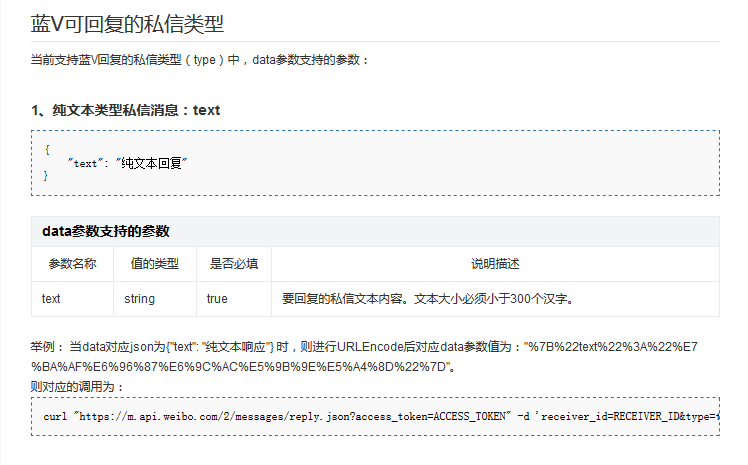 蓝V可回复的私信类型
当前支持蓝V回复的私信类型（type）中，data参数支持的参数：
1、纯文本类型私信消息：text
{
"text": "纯文本回复"
}
data参数支持的参数
参数名称 值的类型 是否必填 说明描述
text string true 要回复的私信文本内容。文本大小必须小于300个汉字。
举例： 当data对应json为{"text": "纯文本响应"} 时，则进行URLEncode后对应data参数值为："%7B%22text%22%3A%22%E7
%BA%AF%E6%96%87%E6%9C%AC%E5%9B%9E%E5%A4%8D%22%7D"。
则对应的调用为：
curl "https://m.api.weibo.com/2/messages/reply.json?access_token=ACCESS_TOKEN" -d 'receiver_id=RECEIVER_ID&type=